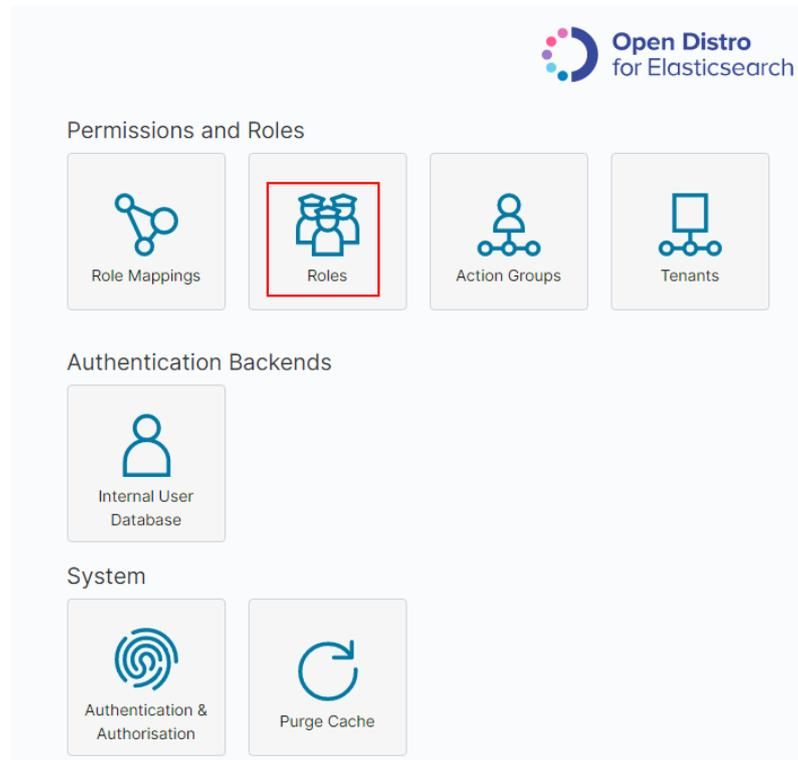 Open Distro
for Elasticsearch
Permissions and Roles
Role Mappings
Roles
Action Groups
Tenants
Authentication Backends
Internal User
Database
System
Authentication &
Authorisation
Purge Cache